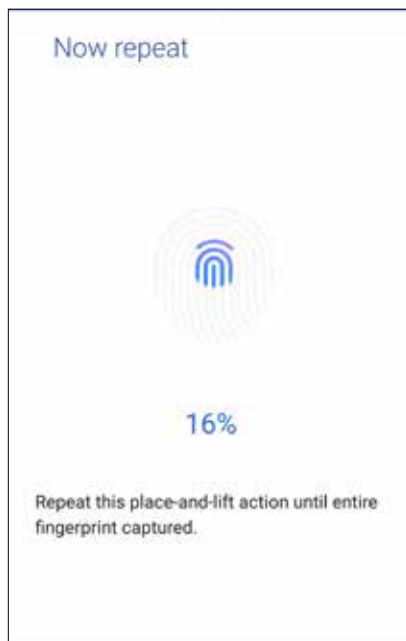 Now repeat
16%
Repeat this place-and-lift action until entire
fingerprint captured.